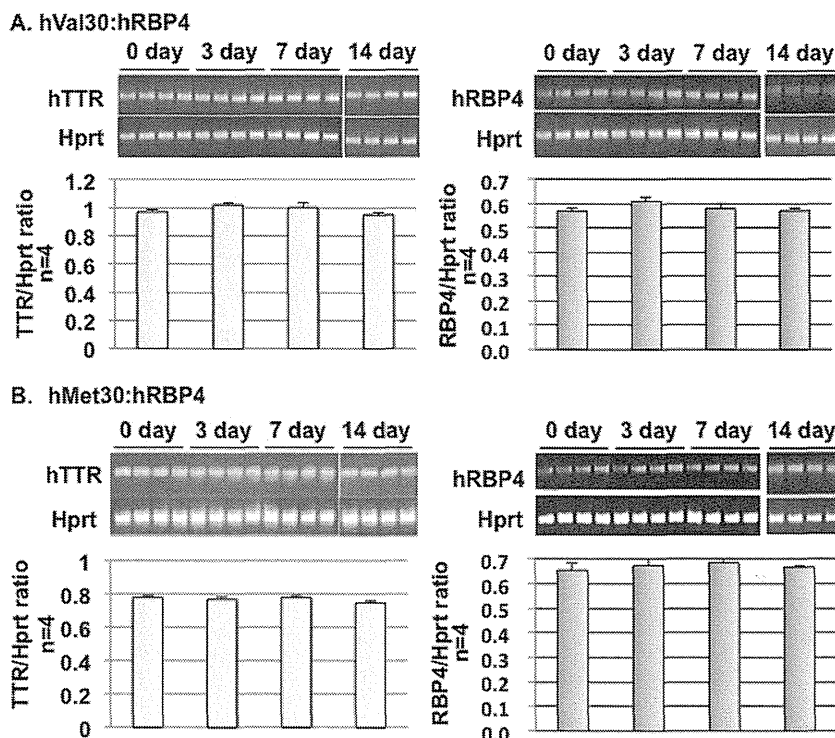 A. hVal30:hRBP4
0 day 3 day 7 day 14 day
hTTR
Hprt
TTR/Hprt ratio
n=4
1.2
1
0.8
0.6
0.4
0.2
0
0 day 3 day 7 day 14 day
hRBP4
Hprt
RBP4/Hprt ratio
n=4
0.7
0.6
0.5
0.4
0.3
0.2
0.1
0.0
B. hMet30:hRBP4
0 day 3 day 7 day 14 day
hTTR
Hprt
TTR/Hprt ratio
n=4
1
0.8
0.6
0.4
0.2
0
0 day 3 day 7 day 14 day
hRBP4
Hprt
RBP4/Hprt ratio
n=4
0.7
0.6
0.5
0.4
0.3
0.2
0.1
0.0